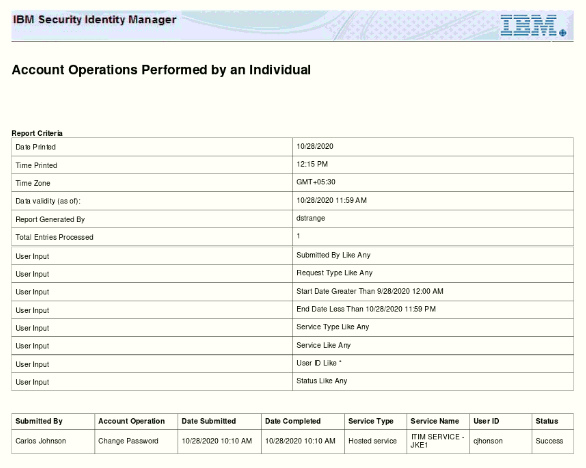 IBM Security Identity Manager
IBM.
Account Operations Performed by an Individual
Report Criteria
Date Printed 10/28/2020
Time Printed 12:15 PM
Time Zone GMT+05:30
Data validity (as of): 10/28/2020 11:59 AM
Report Generated By dstrange
Total Entries Processed 1
User Input Submitted By Like Any
User Input Request Type Like Any
User Input Start Date Greater Than 9/28/2020 12:00 AM
User Input End Date Less Than 10/28/2020 11:59 PM
User Input Service Type Like Any
User Input Service Like Any
User Input User ID Like *
User Input Status Like Any
Submitted By Account Operation Date Submitted Date Completed Service Type Service Name User ID Status
Carlos Johnson Change Password 10/28/2020 10:10 AM 10/28/2020 10:10 AM Hosted service ITIM SERVICE - JKE1 cjhonson Success